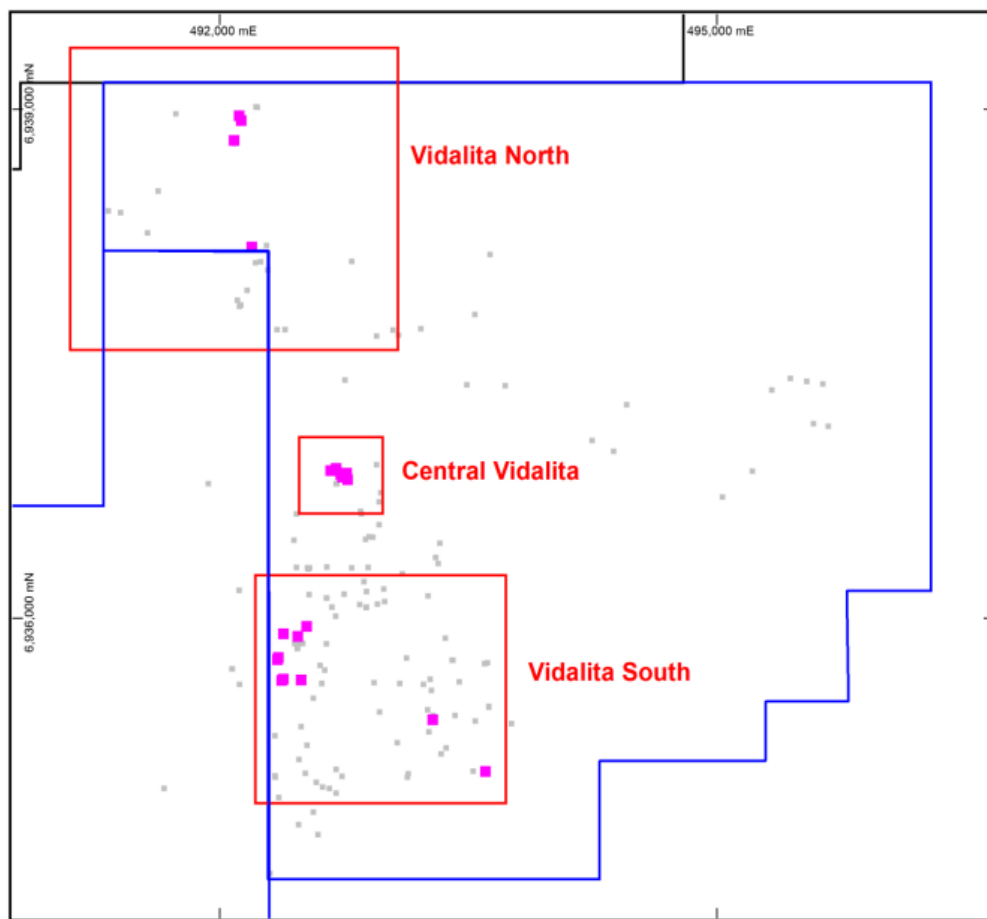 492,000 mE
495,000 mE
6,939,000 mN
Vidalita North
Central Vidalita
6,936,000 mN
Vidalita South